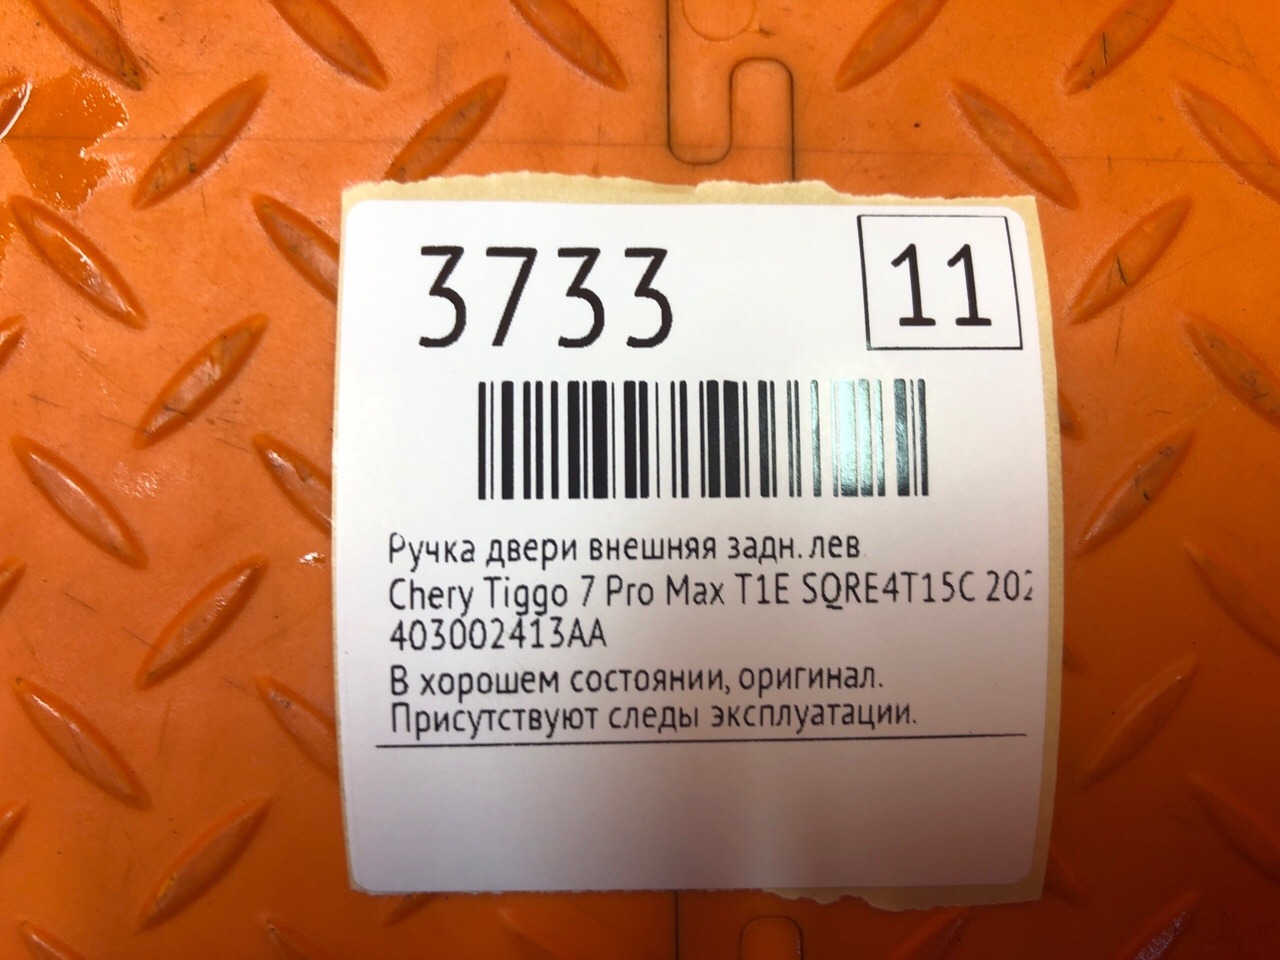 3733
11
Ручка двери внешняя задн. лев.
Chery Tiggo 7 Pro Max T1E SQRE4T15C 202
403002413AA
В хорошем состоянии, оригинал.
Присутствуют следы эксплуатации.